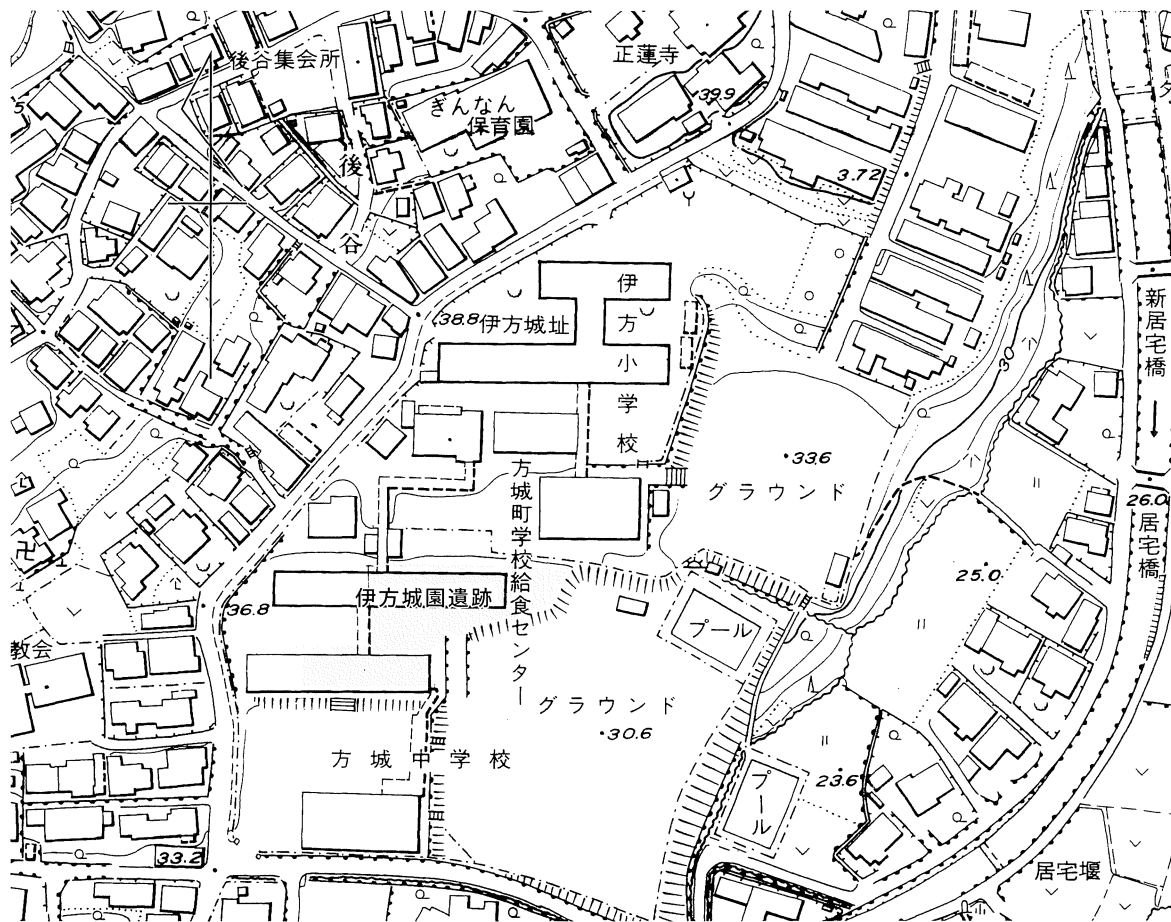 後谷集会所
正蓮寺
ぎんなん
保育園
39.9
後谷
3.72
38.8
伊方城址
伊方小学校
新居宅橋
30
33.6
グラウンド
26.0
居宅橋
方城町学校給食センター
25.0
伊方城園遺跡
36.8
プール
教会
グラウンド
30.6
方城中学校
プール
23.6
33.2
居宅堰